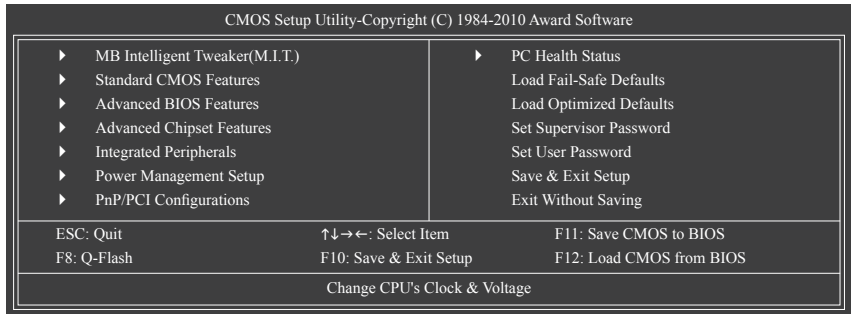 CMOS Setup Utility-Copyright (C) 1984-2010 Award Software
MB Intelligent Tweaker(M.I.T.)
Standard CMOS Features
Advanced BIOS Features
Advanced Chipset Features
Integrated Peripherals
Power Management Setup
PnP/PCI Configurations
PC Health Status
Load Fail-Safe Defaults
Load Optimized Defaults
Set Supervisor Password
Set User Password
Save & Exit Setup
Exit Without Saving
ESC: Quit ↑↓→←: Select Item F11: Save CMOS to BIOS
F8: Q-Flash F10: Save & Exit Setup F12: Load CMOS from BIOS
Change CPU's Clock & Voltage